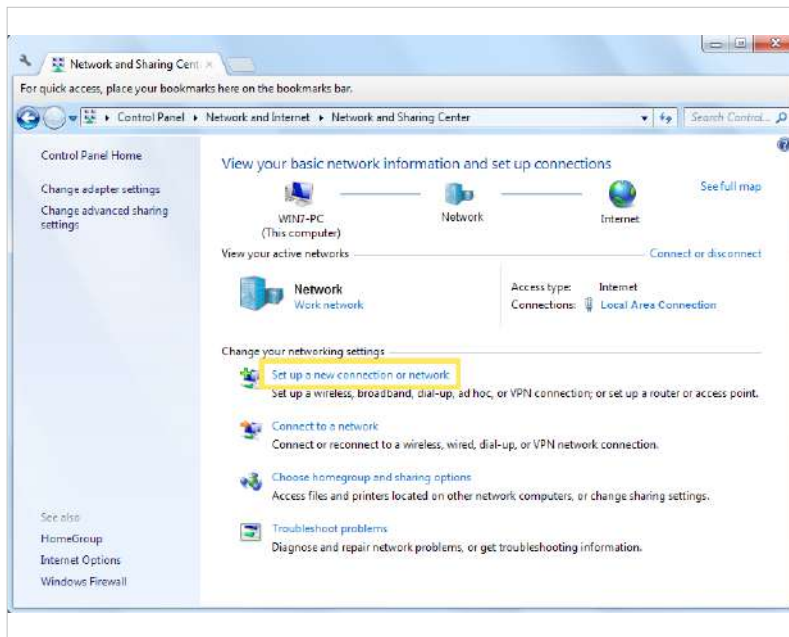 Network and Sharing Cent
For quick access, place your bookmarks here on the bookmarks bar.
Control Panel Network and Internet Network and Sharing Center
Search Control...
Control Panel Home
Change adapter settings
Change advanced sharing
settings
View your basic network information and set up connections
See full map
WIN7-PC
(This computer)
Network
Internet
View your active networks
Connect or disconnect
Network
Work network
Access type: Internet
Connections: Local Area Connection
Change your networking settings
Set up a new connection or network
Set up a wireless, broadband, dial-up, ad hoc, or VPN connection; or set up a router or access point.
Connect to a network
Connect or reconnect to a wireless, wired, dial-up, or VPN network connection.
Choose homegroup and sharing options
Access files and printers located on other network computers, or change sharing settings.
Troubleshoot problems
Diagnose and repair network problems, or get troubleshooting information.
See also
HomeGroup
Internet Options
Windows Firewall